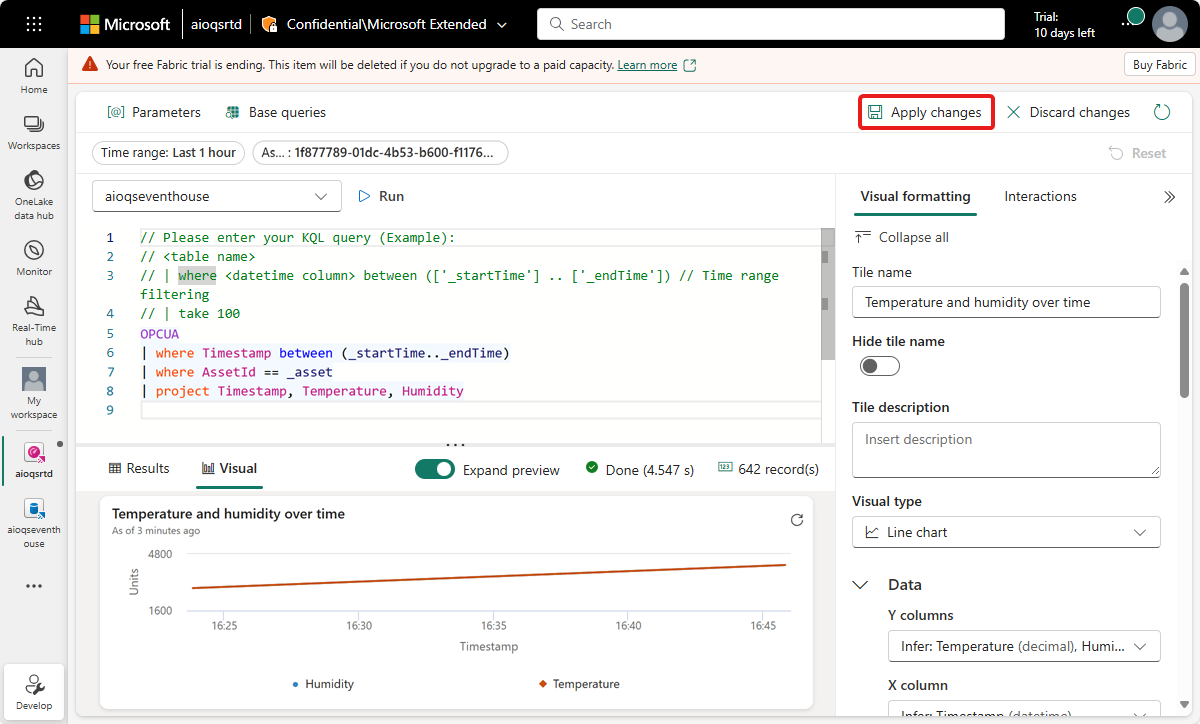 Microsoft
aioqsrtd
Confidential\Microsoft Extended
Search
Trial:
10 days left
Your free Fabric trial is ending. This item will be deleted if you do not upgrade to a paid capacity. Learn more
Buy Fabric
Home
Workspaces
OneLake
data hub
Monitor
Real-Time
hub
My
workspace
aioqsrtd
aioqseventh
ouse
Develop
[@] Parameters
Base queries
Apply changes
Discard changes
Time range: Last 1 hour
As... : 1f877789-01dc-4b53-b600-f1176...
Reset
aioqseventhouse
Run
1 // Please enter your KQL query (Example):
2 // <table name>
3 // | where <datetime column> between (['_startTime'] .. ['_endTime']) // Time range
filtering
4 // | take 100
5 OPCUA
6 | where Timestamp between (_startTime.._endTime)
7 | where AssetId == _asset
8 | project Timestamp, Temperature, Humidity
9
Results
Visual
Expand preview
Done (4.547 s)
123
642 record(s)
Temperature and humidity over time
As of 3 minutes ago
4800
Units
1600
16:25
16:30
16:35
16:40
16:45
Timestamp
Humidity
Temperature
Visual formatting
Interactions
Collapse all
Tile name
Temperature and humidity over time
Hide tile name
Tile description
Insert description
Visual type
Line chart
Data
Y columns
Infer: Temperature (decimal), Humi...
X column
Infer: Timestamp (datetime)